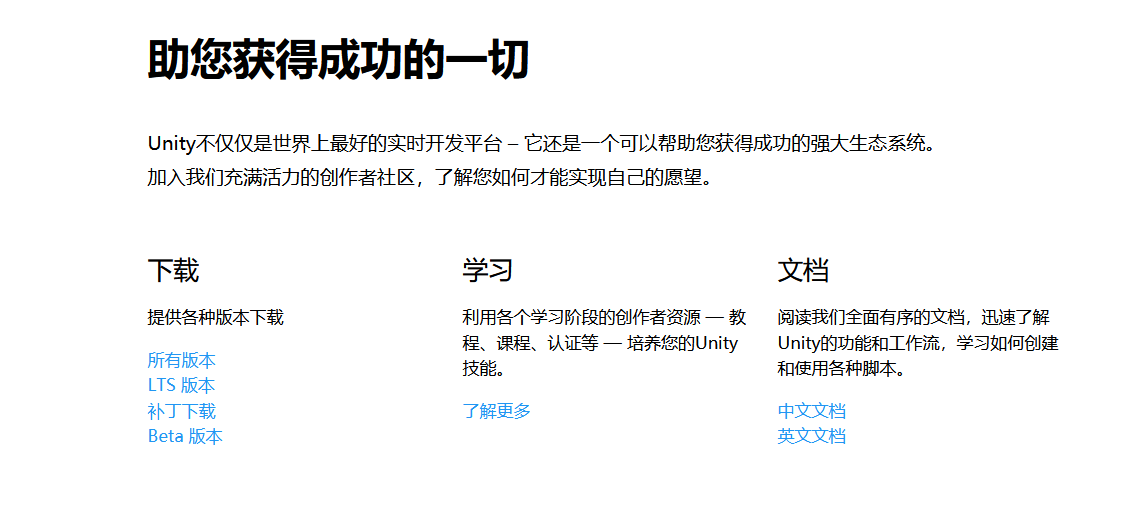 助您获得成功的一切
Unity不仅仅是世界上最好的实时开发平台 – 它还是一个可以帮助您获得成功的强大生态系统。
加入我们充满活力的创作者社区，了解您如何才能实现自己的愿望。
下载
提供各种版本下载
所有版本
LTS 版本
补丁下载
Beta 版本
学习
利用各个学习阶段的创作者资源 — 教
程、课程、认证等 — 培养您的Unity
技能。
了解更多
文档
阅读我们全面有序的文档，迅速了解
Unity的功能和工作流，学习如何创建
和使用各种脚本。
中文文档
英文文档